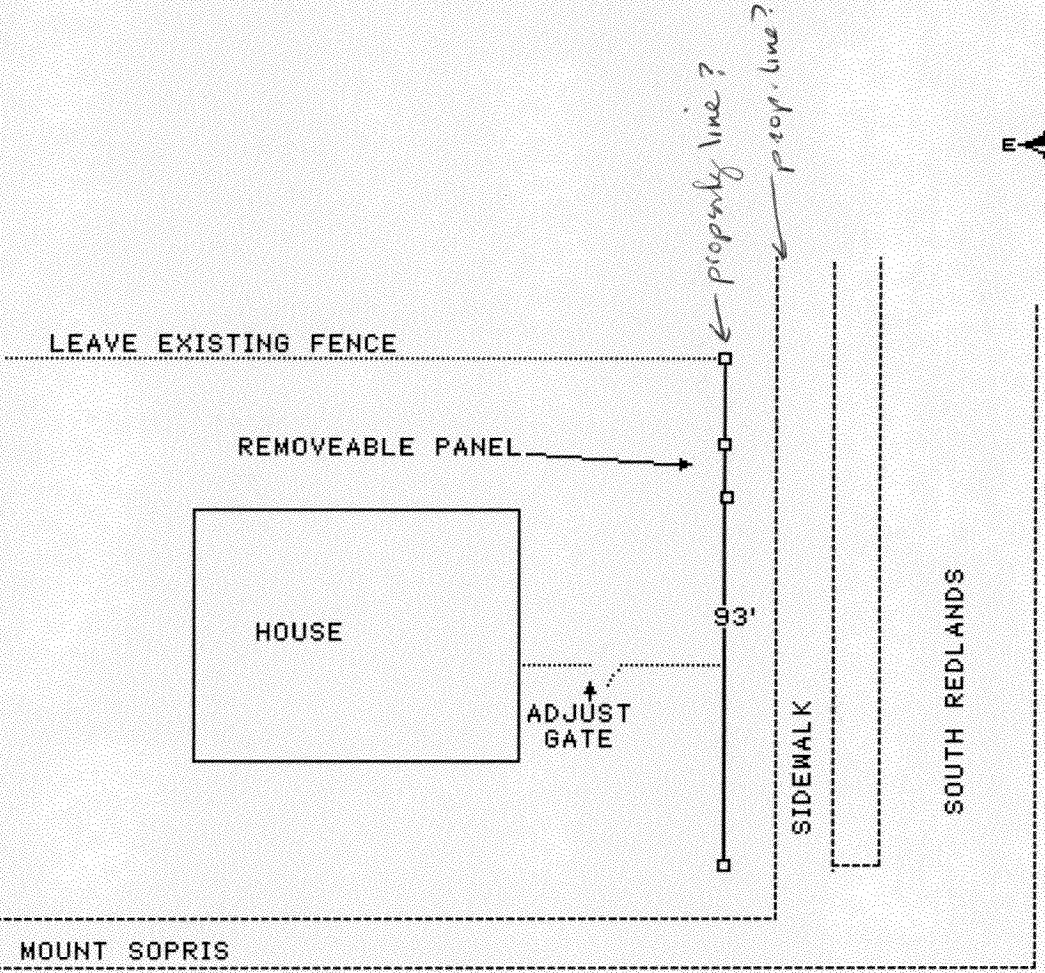 prop. line?
property line?
E
LEAVE EXISTING FENCE
REMOVEABLE PANEL
93'
HOUSE
ADJUST
GATE
SIDEWALK
SOUTH REDLANDS
MOUNT SOPRIS